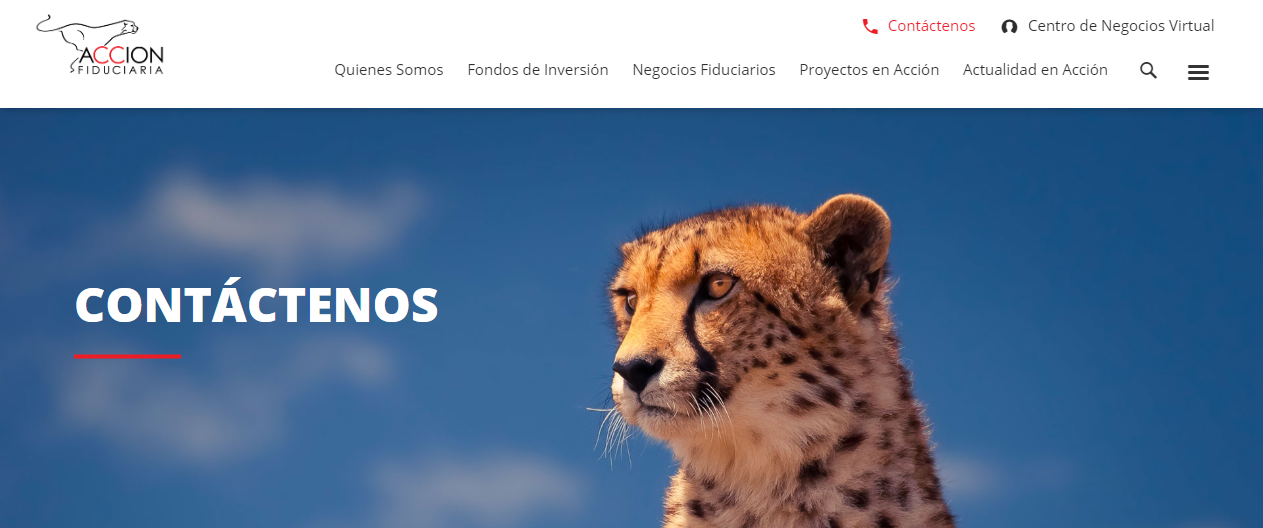 ACCION
FIDUCIARIA
Contáctenos
Centro de Negocios Virtual
Quienes Somos
Fondos de Inversión
Negocios Fiduciarios
Proyectos en Acción
Actualidad en Acción
CONTÁCTENOS